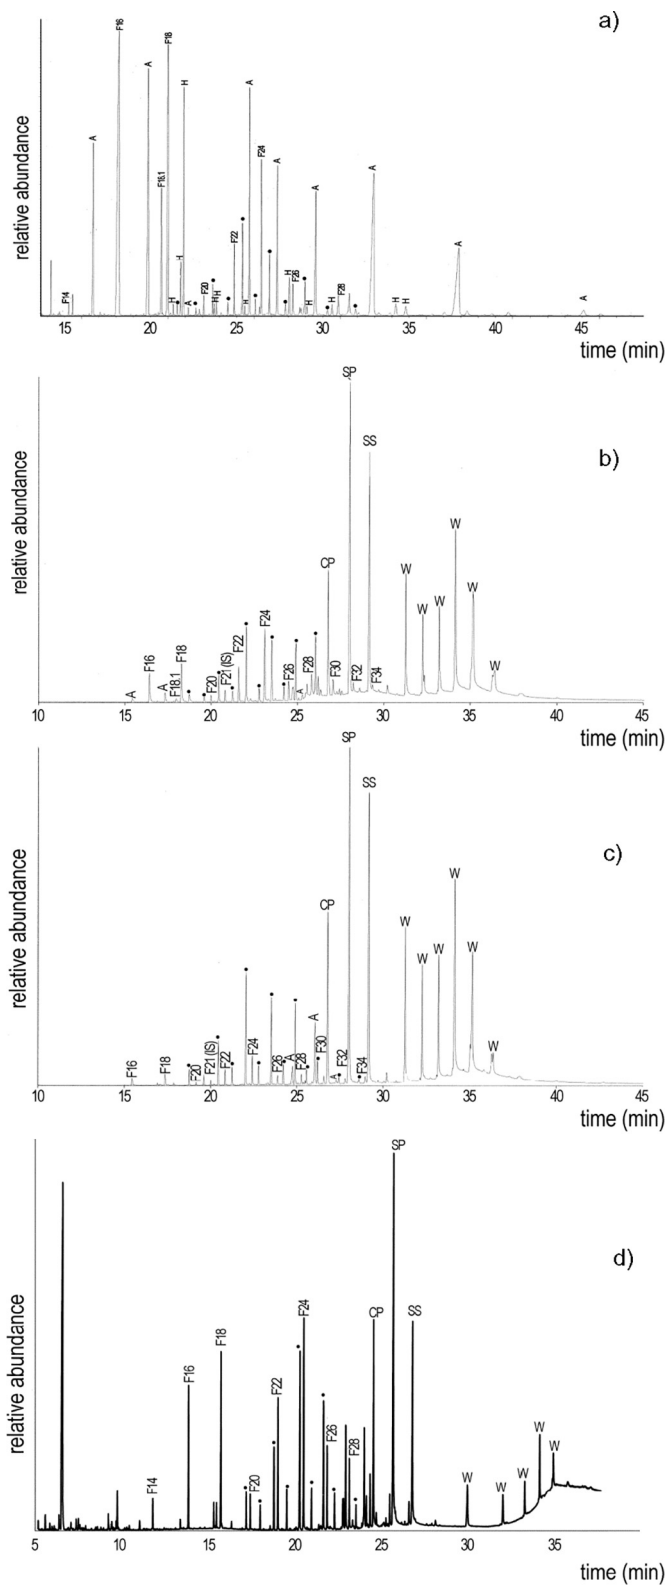 a)
relative abundance
F14
A
F16
A
F18.1
F18
H
H
H
A
F20
H
H
F22
H
A
F24
A
H
F26
H
A
H
F28
A
H
H
A
A
15 20 25 30 35 40 45
time (min)
b)
relative abundance
A
F16
A
F18.1
F18
F20
F21 (IS)
F22
F24
F26
A
F28
CP
F30
SP
F32
SS
F34
W
W
W
W
W
W
10 15 20 25 30 35 40 45
time (min)
c)
relative abundance
F16
F18
F20
F21 (IS)
F22
F24
F26
A
F28
A
F30
CP
A
F32
SP
F34
SS
W
W
W
W
W
W
10 15 20 25 30 35 40 45
time (min)
d)
relative abundance
F14
F16
F18
F20
F22
F24
F26
F28
CP
SP
SS
W
W
W
W
W
5 10 15 20 25 30 35
time (min)